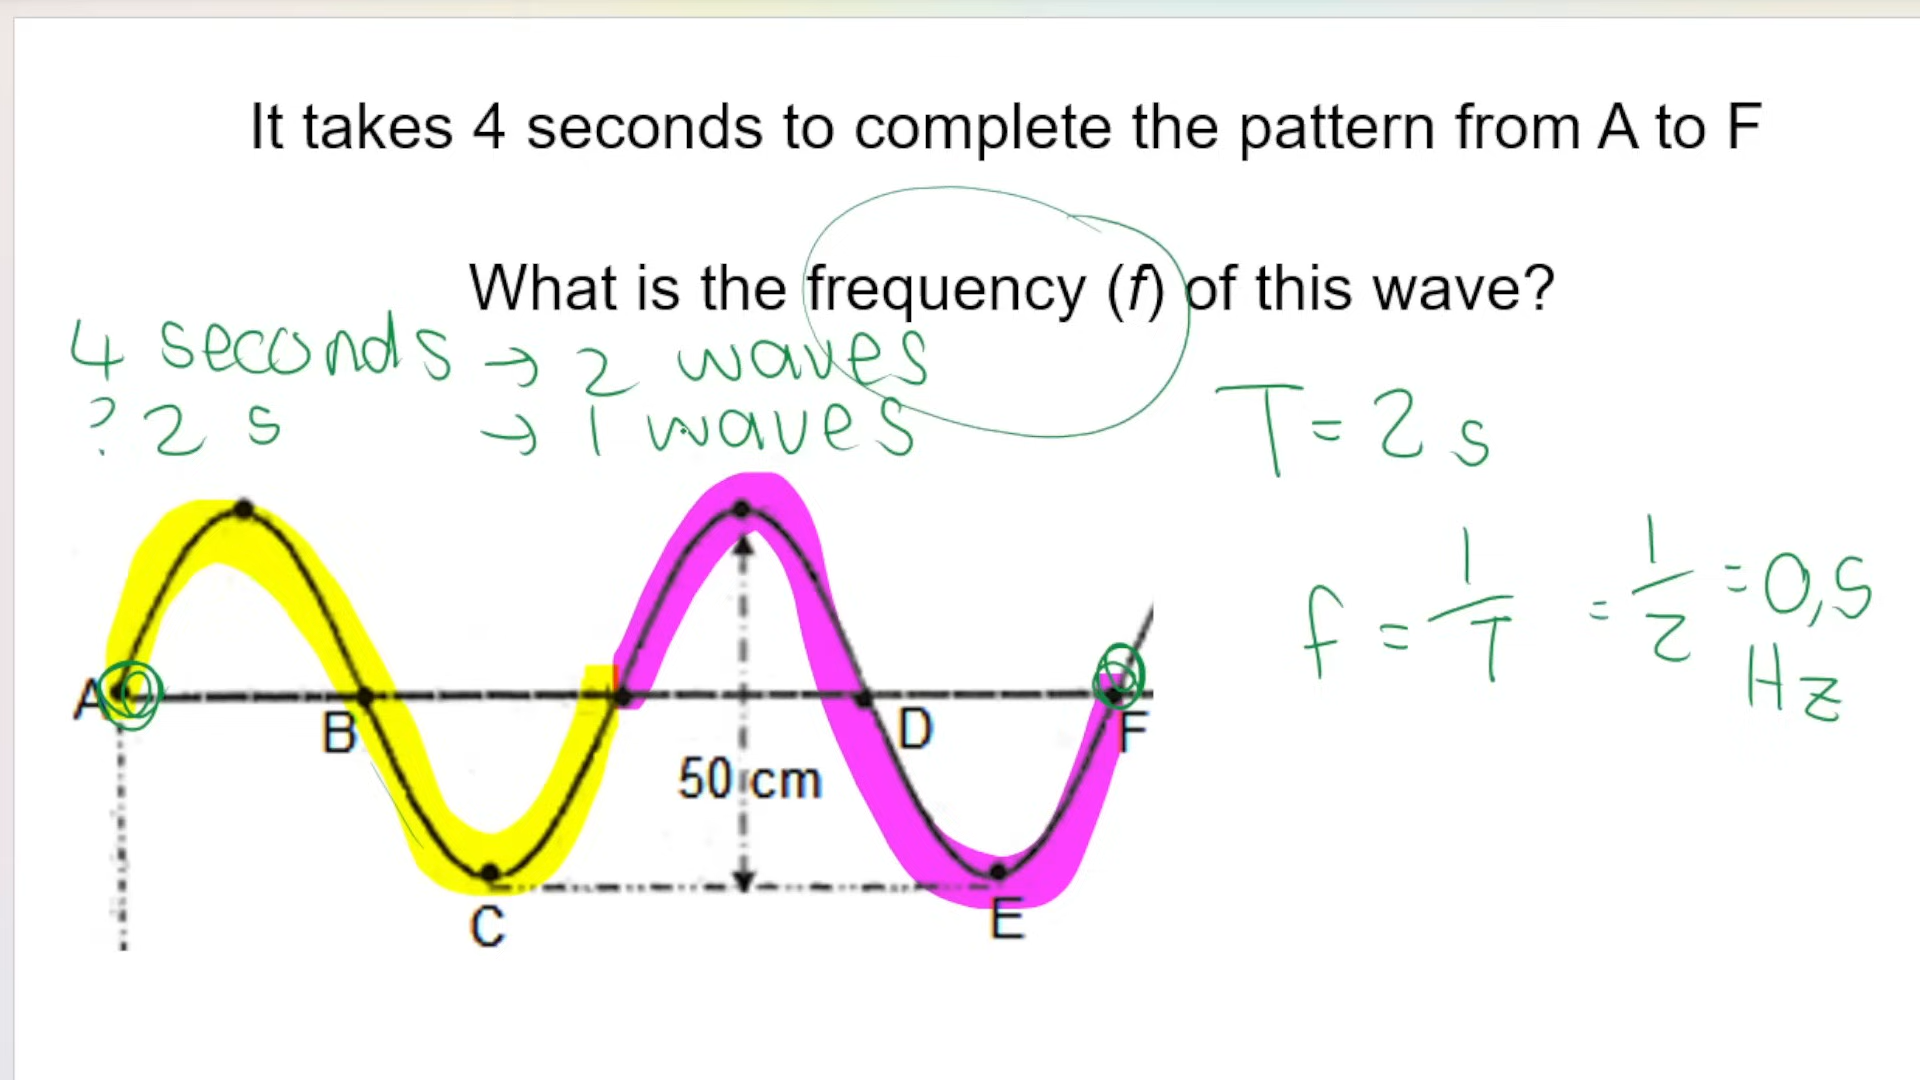 It takes 4 seconds to complete the pattern from A to F
What is the frequency (f) of this wave?
4 seconds → 2 waves
? 2 s → 1 waves
T = 2 s
f = 1/T = 1/2 = 0,5
Hz
A
B
D
F
50 cm
C
E